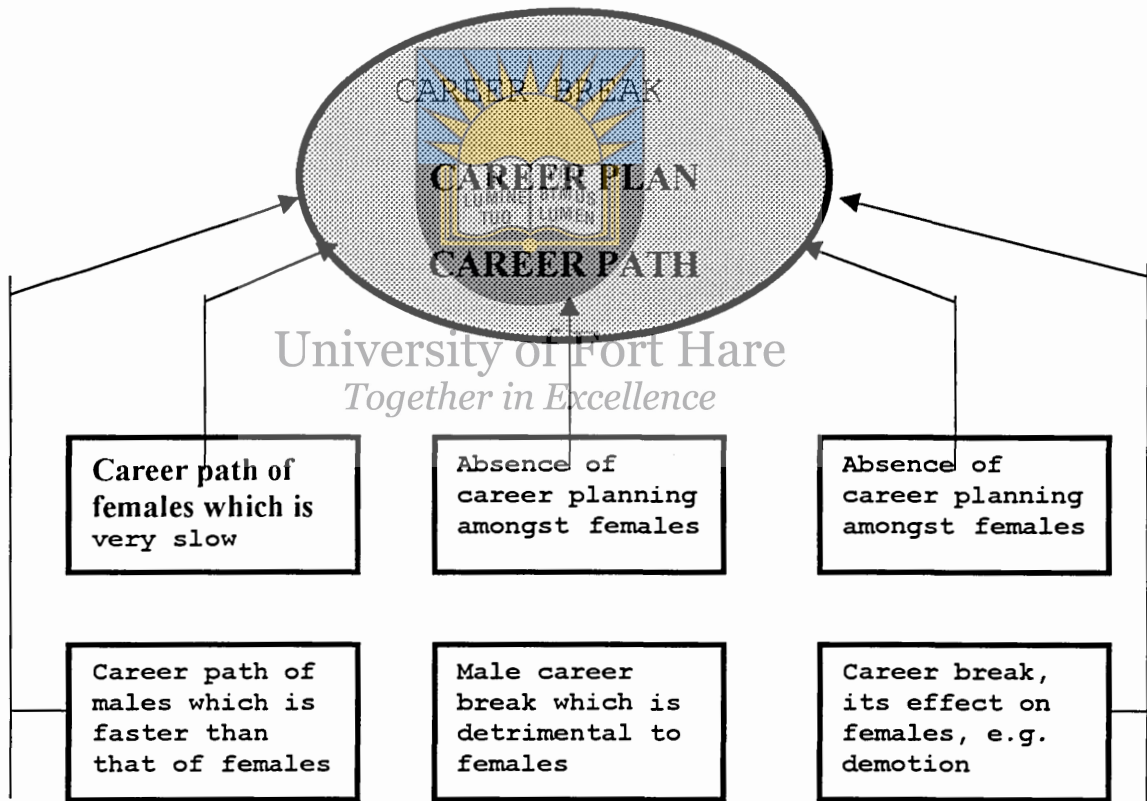 CAREER BREAK
CAREER PLAN
LUMINE
TUO
LUMEN
CAREER PATH
University of Fort Hare
Together in Excellence
Career path of
females which is
very slow
Absence of
career planning
amongst females
Absence of
career planning
amongst females
Career path of
males which is
faster than
that of females
Male career
break which is
detrimental to
females
Career break,
its effect on
females, e.g.
demotion